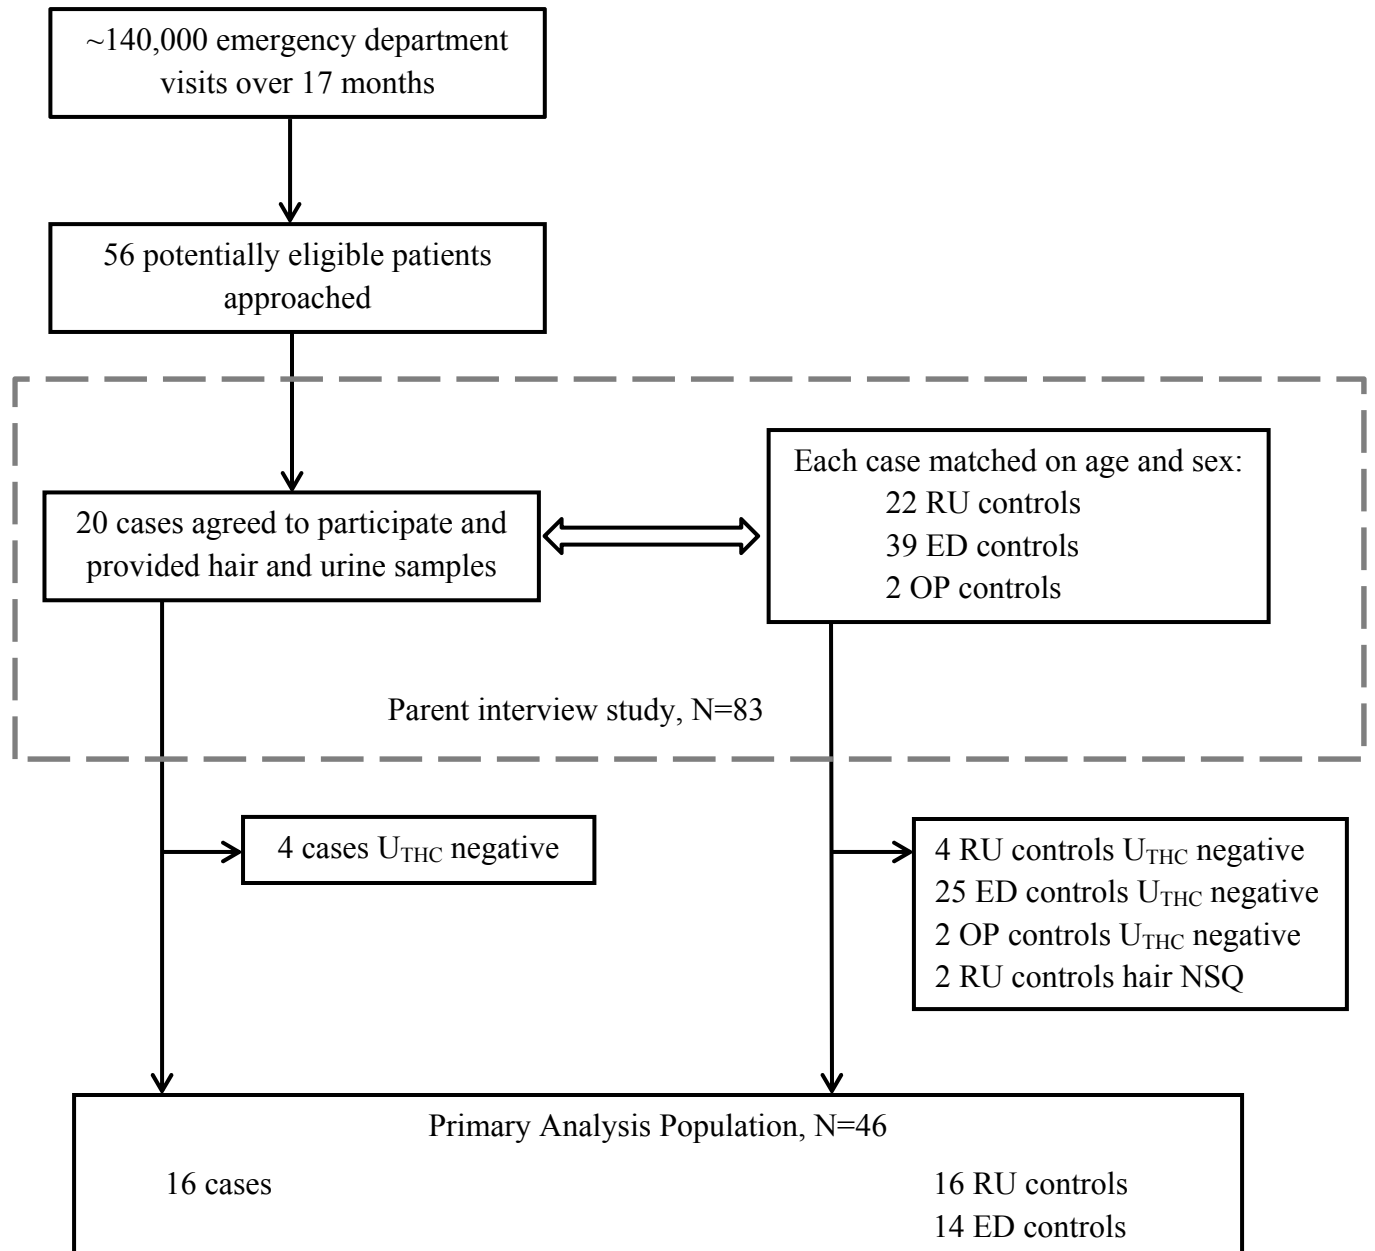 ~140,000 emergency department
visits over 17 months
56 potentially eligible patients
approached
Each case matched on age and sex:
22 RU controls
39 ED controls
2 OP controls
20 cases agreed to participate and
provided hair and urine samples
Parent interview study, N=83
4 cases UTHC negative
4 RU controls UTHC negative
25 ED controls UTHC negative
2 OP controls UTHC negative
2 RU controls hair NSQ
Primary Analysis Population, N=46
16 cases
16 RU controls
14 ED controls